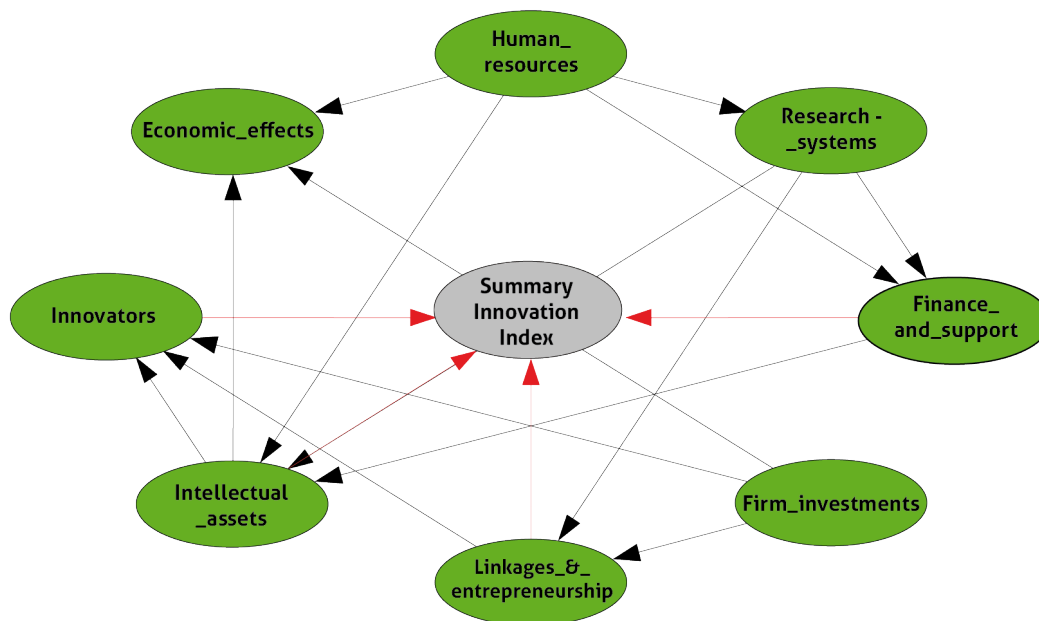 Human_
resources
Economic_effects
Research -
_systems
Summary
Innovation
Index
Innovators
Finance_
and_support
Intellectual
_assets
Firm_investments
Linkages_&_
entrepreneurship